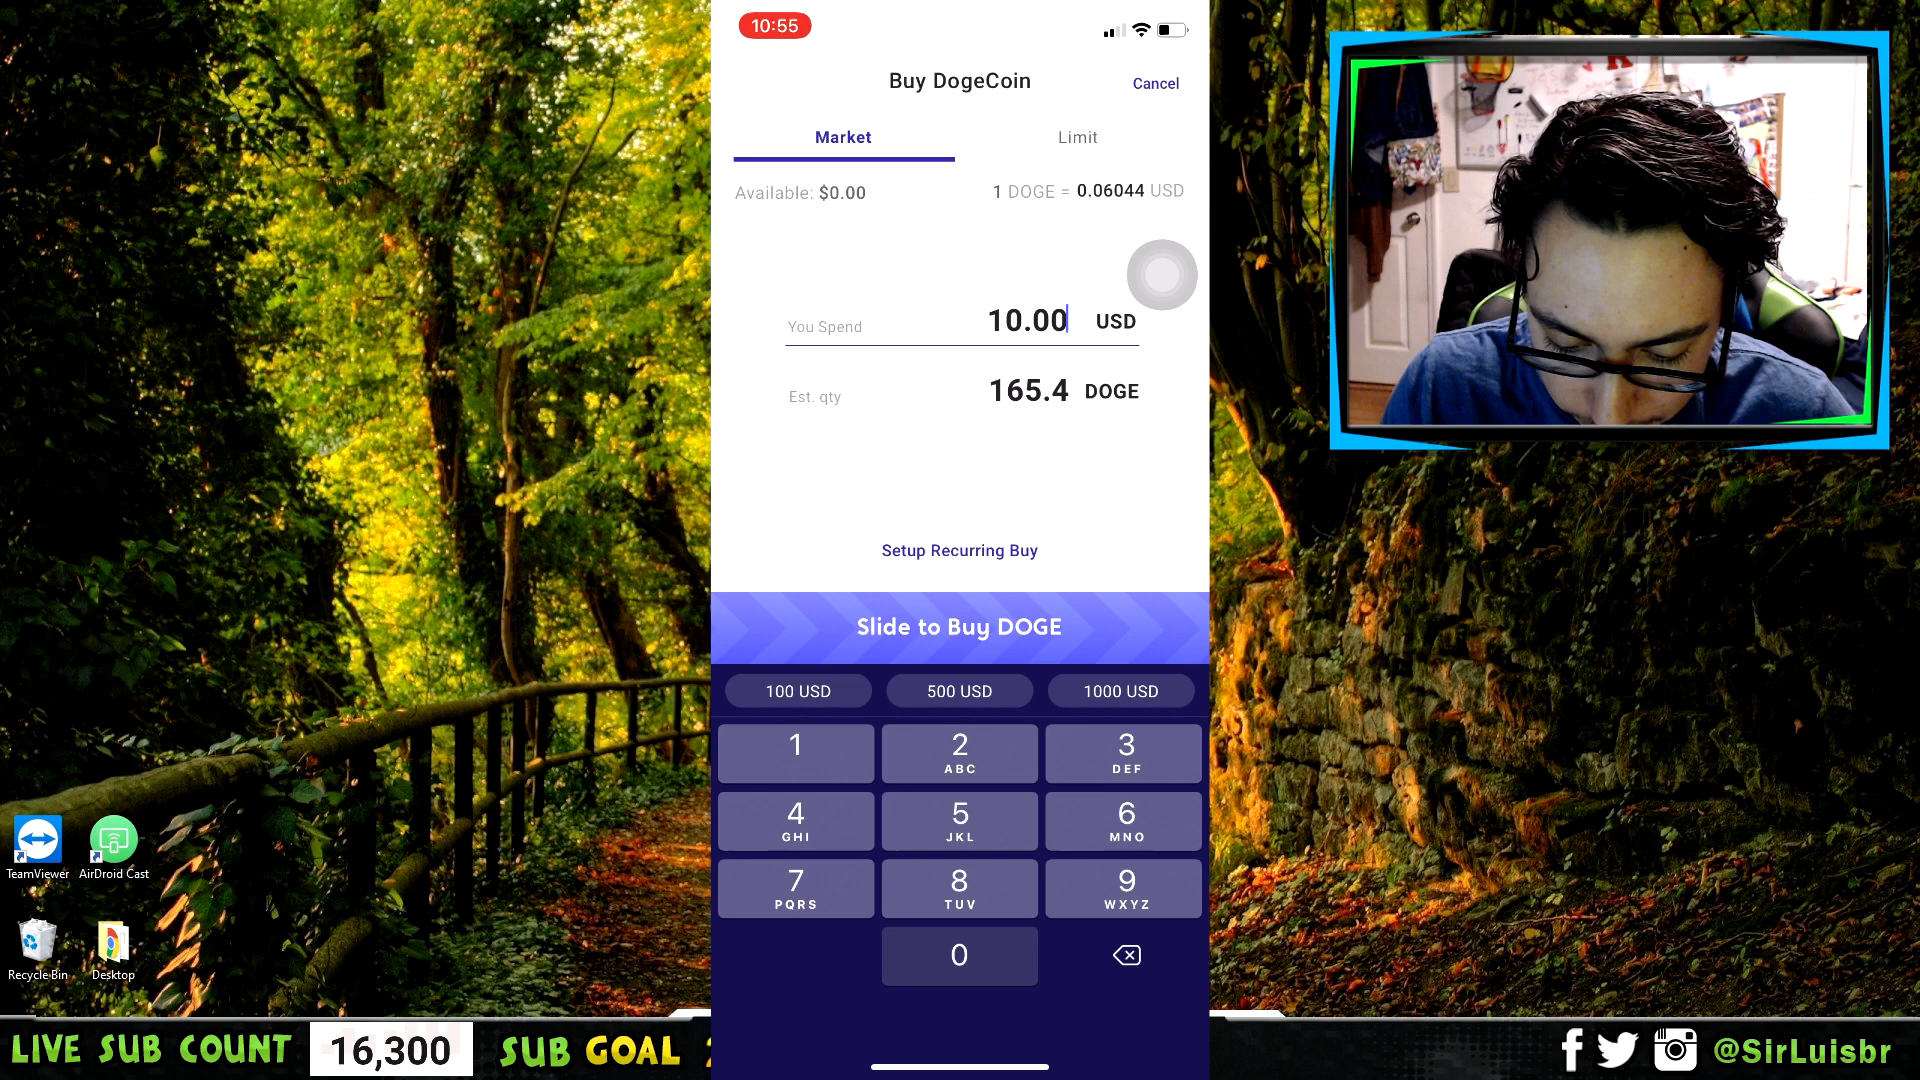 10:55
Buy DogeCoin
Cancel
Market
Limit
Available: $0.00
1 DOGE = 0.06044 USD
You Spend
10.00 USD
Est. qty
165.4 DOGE
Setup Recurring Buy
Slide to Buy DOGE
100 USD
500 USD
1000 USD
1
2
ABC
3
DEF
4
GHI
5
JKL
6
MNO
7
PQRS
8
TUV
9
WXYZ
0
TeamViewer
AirDroid Cast
Recycle Bin
Desktop
LIVE SUB COUNT
16,300
SUB GOAL
@SirLuisbr